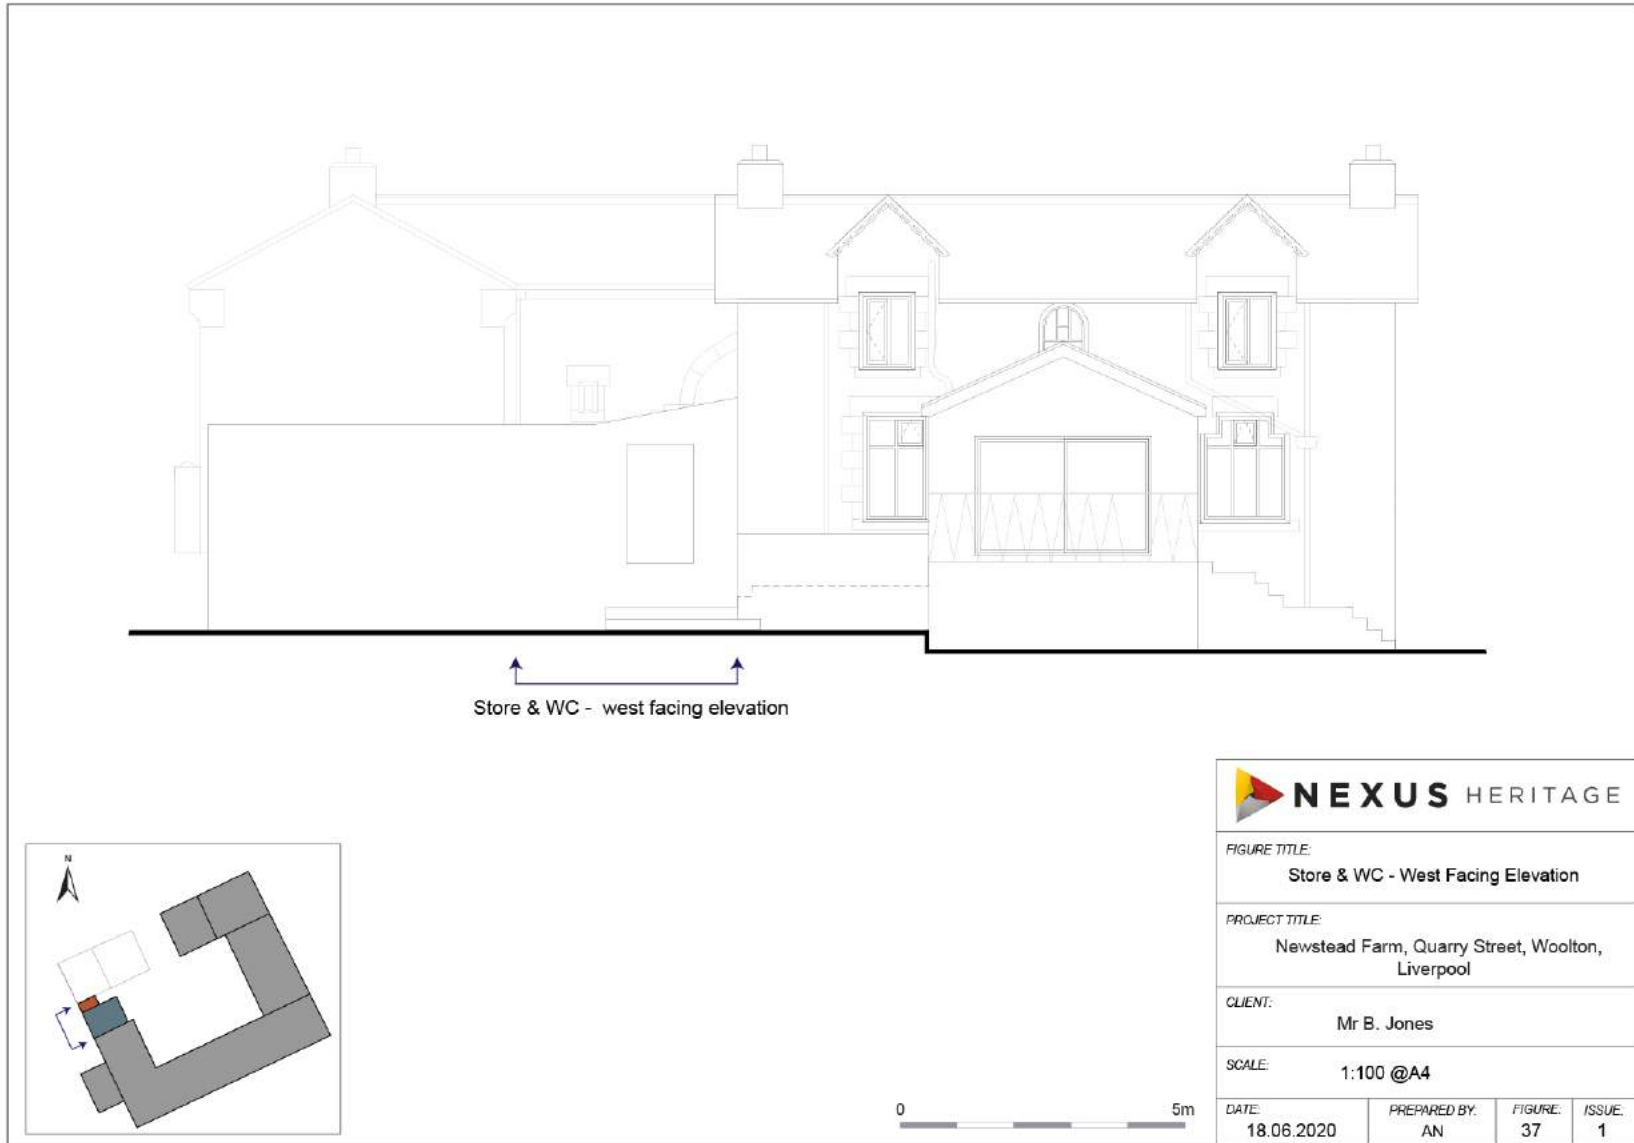 Store & WC - west facing elevation
N
0 5m
NEXUS HERITAGE
FIGURE TITLE:
Store & WC - West Facing Elevation
PROJECT TITLE:
Newstead Farm, Quarry Street, Woolton,
Liverpool
CLIENT:
Mr B. Jones
SCALE:
1:100 @A4
DATE: PREPARED BY: FIGURE: ISSUE:
18.06.2020 AN 37 1